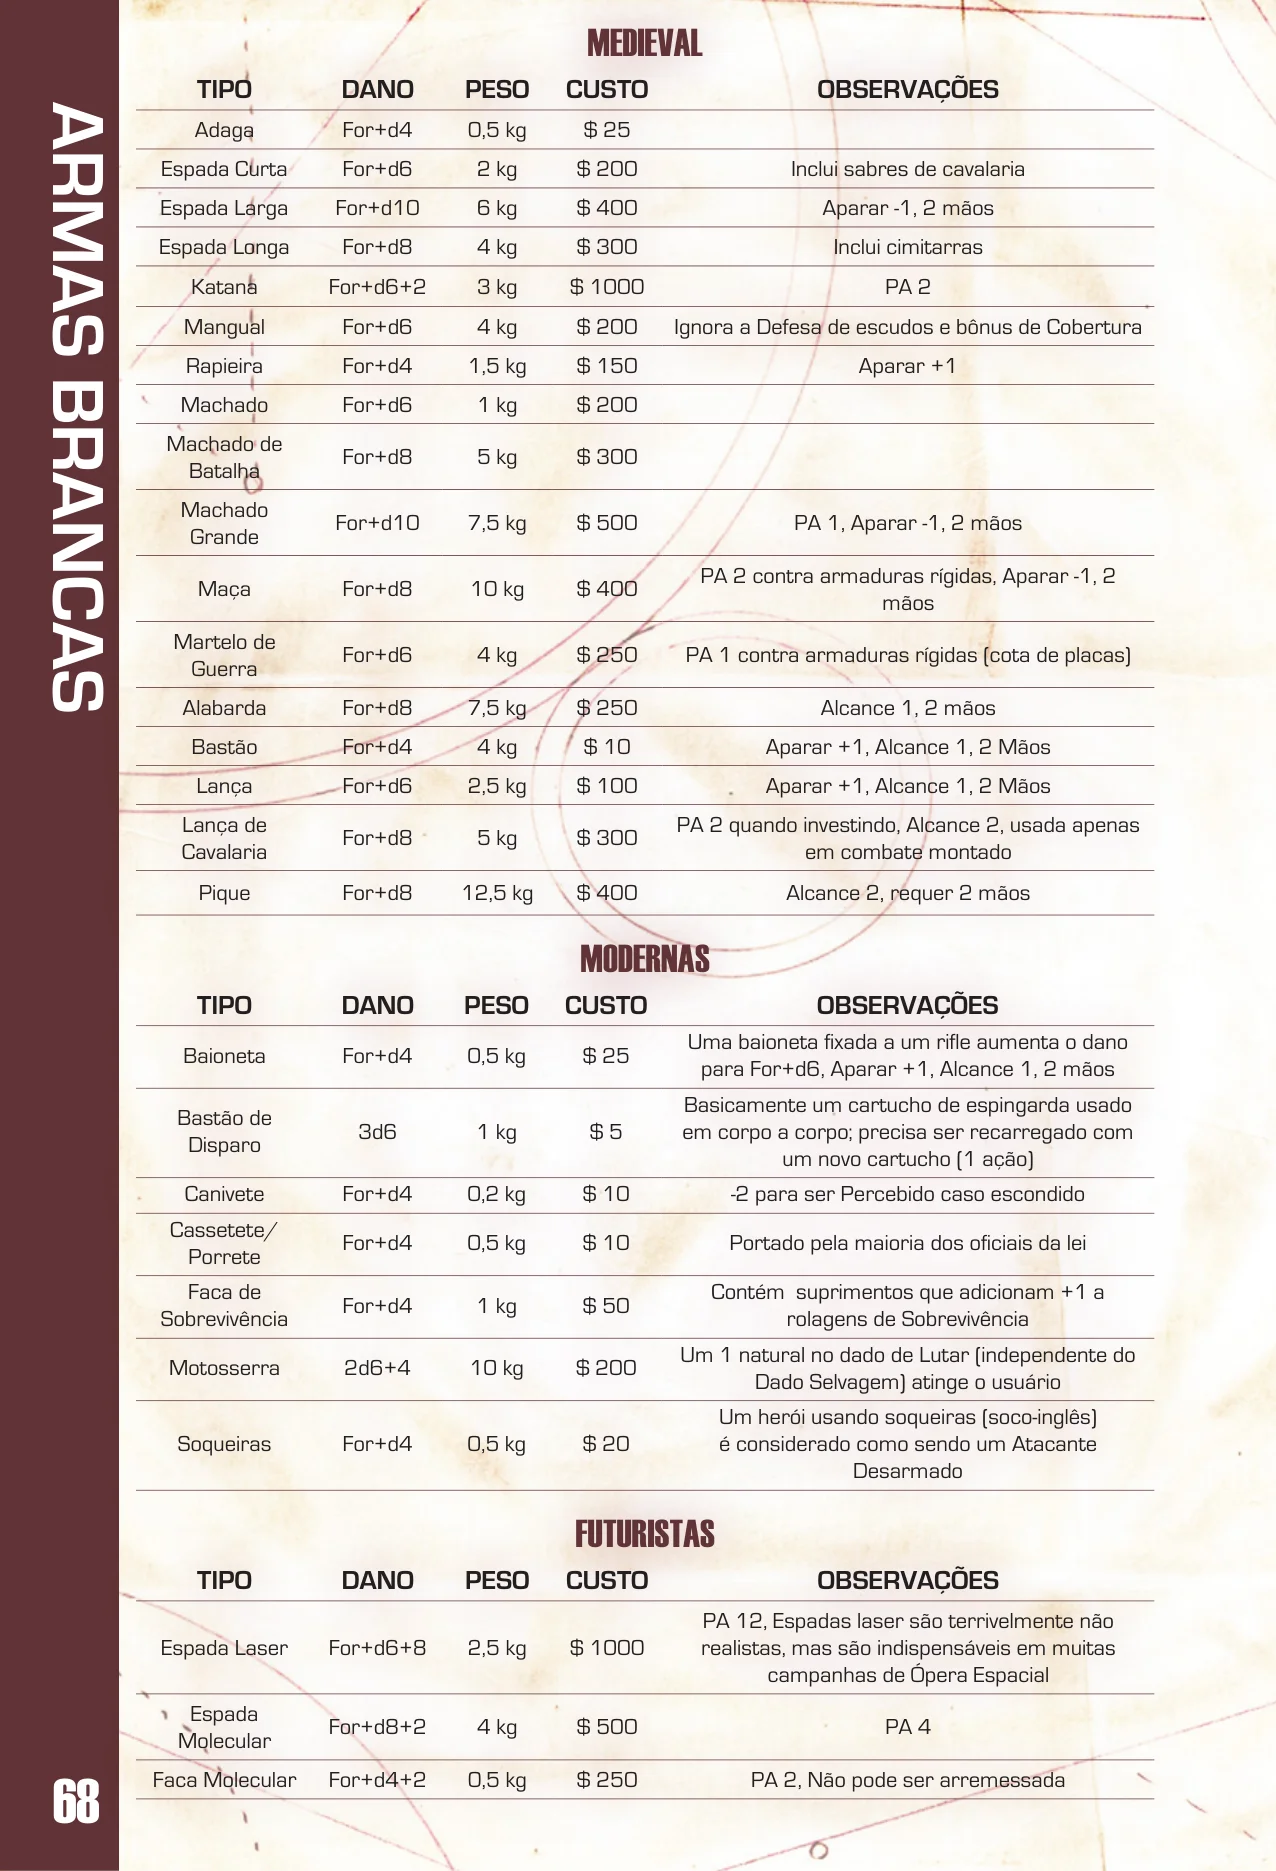 ARMAS BRANCAS
MEDIEVAL
TIPO DANO PESO CUSTO OBSERVAÇÕES
Adaga For+d4 0,5 kg $ 25
Espada Curta For+d6 2 kg $ 200 Inclui sabres de cavalaria
Espada Larga For+d10 6 kg $ 400 Aparar -1, 2 mãos
Espada Longa For+d8 4 kg $ 300 Inclui cimitarras
Katana For+d6+2 3 kg $ 1000 PA 2
Mangual For+d6 4 kg $ 200 Ignora a Defesa de escudos e bônus de Cobertura
Rapieira For+d4 1,5 kg $ 150 Aparar +1
Machado For+d6 1 kg $ 200
Machado de
Batalha For+d8 5 kg $ 300
Machado
Grande For+d10 7,5 kg $ 500 PA 1, Aparar -1, 2 mãos
Maça For+d8 10 kg $ 400 PA 2 contra armaduras rígidas, Aparar -1, 2
mãos
Martelo de
Guerra For+d6 4 kg $ 250 PA 1 contra armaduras rígidas (cota de placas)
Alabarda For+d8 7,5 kg $ 250 Alcance 1, 2 mãos
Bastão For+d4 4 kg $ 10 Aparar +1, Alcance 1, 2 Mãos
Lança For+d6 2,5 kg $ 100 Aparar +1, Alcance 1, 2 Mãos
Lança de
Cavalaria For+d8 5 kg $ 300 PA 2 quando investindo, Alcance 2, usada apenas
em combate montado
Pique For+d8 12,5 kg $ 400 Alcance 2, requer 2 mãos
MODERNAS
TIPO DANO PESO CUSTO OBSERVAÇÕES
Baioneta For+d4 0,5 kg $ 25 Uma baioneta fixada a um rifle aumenta o dano
para For+d6, Aparar +1, Alcance 1, 2 mãos
Bastão de
Disparo 3d6 1 kg $ 5 Basicamente um cartucho de espingarda usado
em corpo a corpo; precisa ser recarregado com
um novo cartucho (1 ação)
Canivete For+d4 0,2 kg $ 10 -2 para ser Percebido caso escondido
Cassetete/
Porrete For+d4 0,5 kg $ 10 Portado pela maioria dos oficiais da lei
Faca de
Sobrevivência For+d4 1 kg $ 50 Contém suprimentos que adicionam +1 a
rolagens de Sobrevivência
Motosserra 2d6+4 10 kg $ 200 Um 1 natural no dado de Lutar (independente do
Dado Selvagem) atinge o usuário
Soqueiras For+d4 0,5 kg $ 20 Um herói usando soqueiras (soco-inglês)
é considerado como sendo um Atacante
Desarmado
FUTURISTAS
TIPO DANO PESO CUSTO OBSERVAÇÕES
Espada Laser For+d6+8 2,5 kg $ 1000 PA 12, Espadas laser são terrivelmente não
realistas, mas são indispensáveis em muitas
campanhas de Ópera Espacial
Espada
Molecular For+d8+2 4 kg $ 500 PA 4
Faca Molecular For+d4+2 0,5 kg $ 250 PA 2, Não pode ser arremessada
68